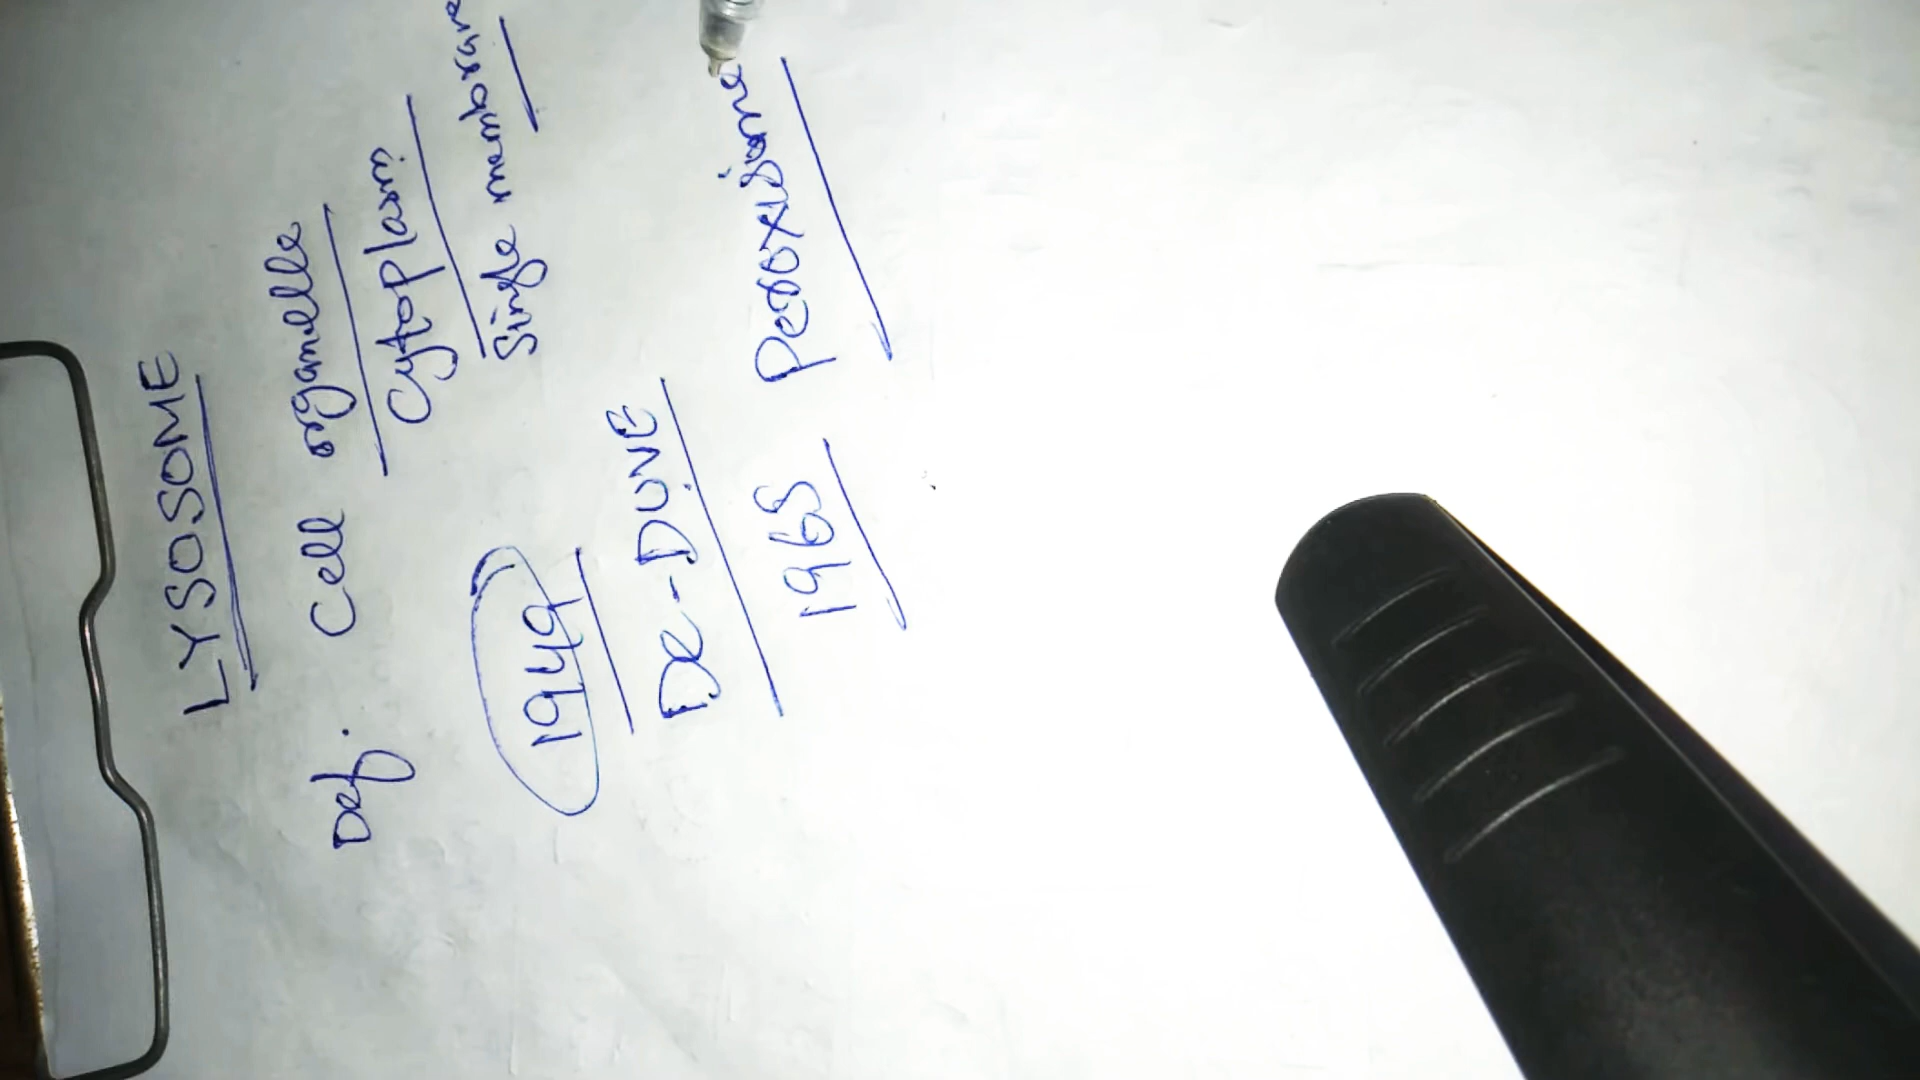 LYSOSOME
Def. Cell organelle
Cytoplasm
Single membrane
1949
De-DUVE
1965 Peroxisome